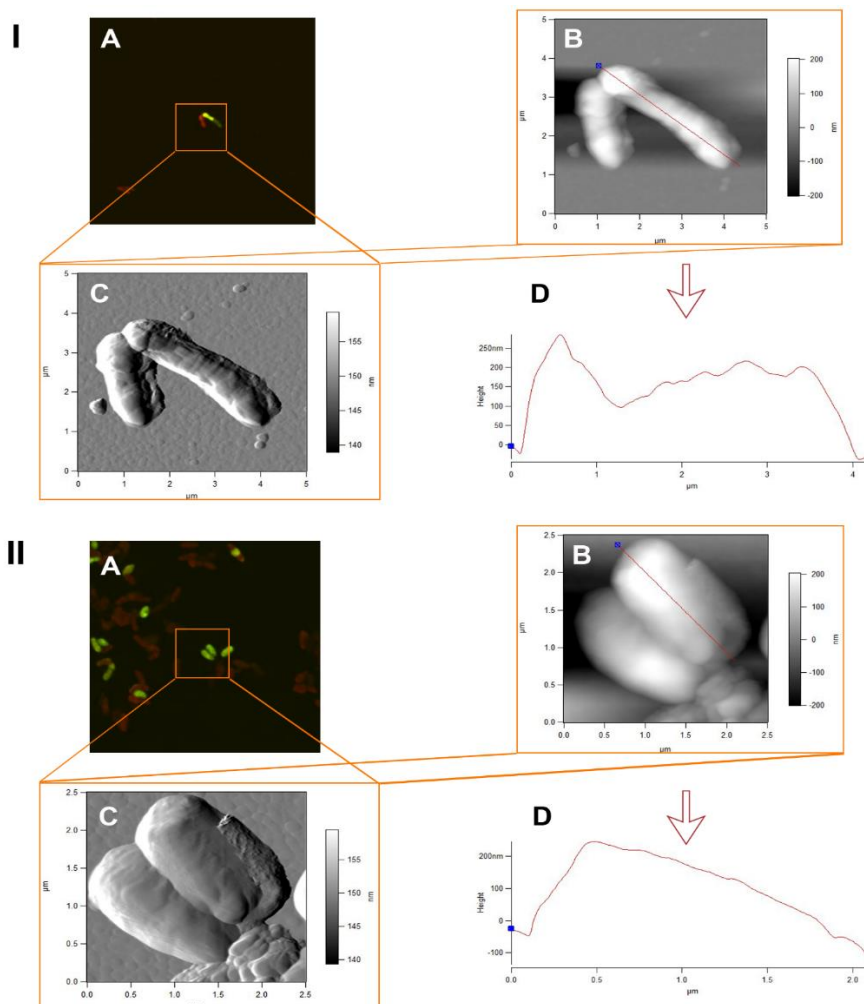 I
A
B
5
4
3
2
1
0
µm
0 1 2 3 4 5
µm
200
100
0
-100
-200
nm
C
5
4
3
2
1
0
µm
0 1 2 3 4 5
µm
155
150
145
140
nm
D
250nm
200
150
100
50
0
Height
0 1 2 3 4
µm
II
A
B
2.5
2.0
1.5
1.0
0.5
0.0
µm
0.0 0.5 1.0 1.5 2.0 2.5
µm
200
100
0
-100
-200
nm
C
2.5
2.0
1.5
1.0
0.5
0.0
µm
0.0 0.5 1.0 1.5 2.0 2.5
155
150
145
140
nm
D
200nm
100
0
-100
Height
0.0 0.5 1.0 1.5 2.0
µm